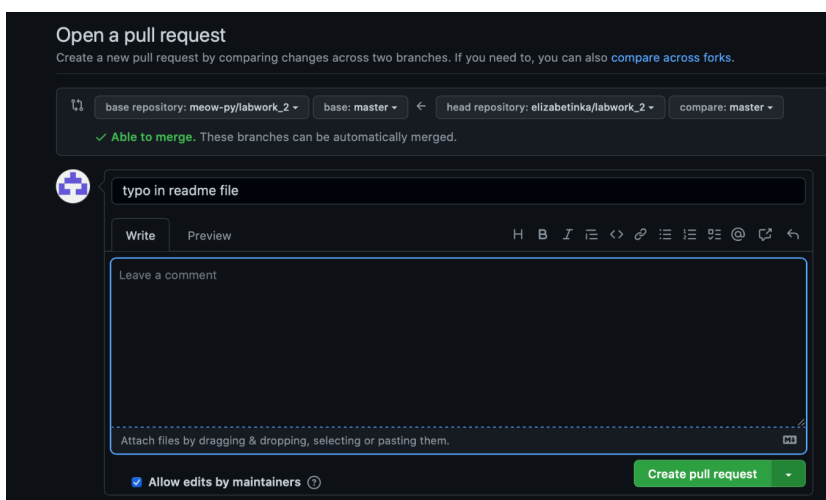 Open a pull request
Create a new pull request by comparing changes across two branches. If you need to, you can also compare across forks.
base repository: meow-py/labwork_2 base: master ← head repository: elizabetinka/labwork_2 compare: master
✓ Able to merge. These branches can be automatically merged.
typo in readme file
Write Preview H B I <> @
Leave a comment
Attach files by dragging & dropping, selecting or pasting them.
Allow edits by maintainers ?
Create pull request